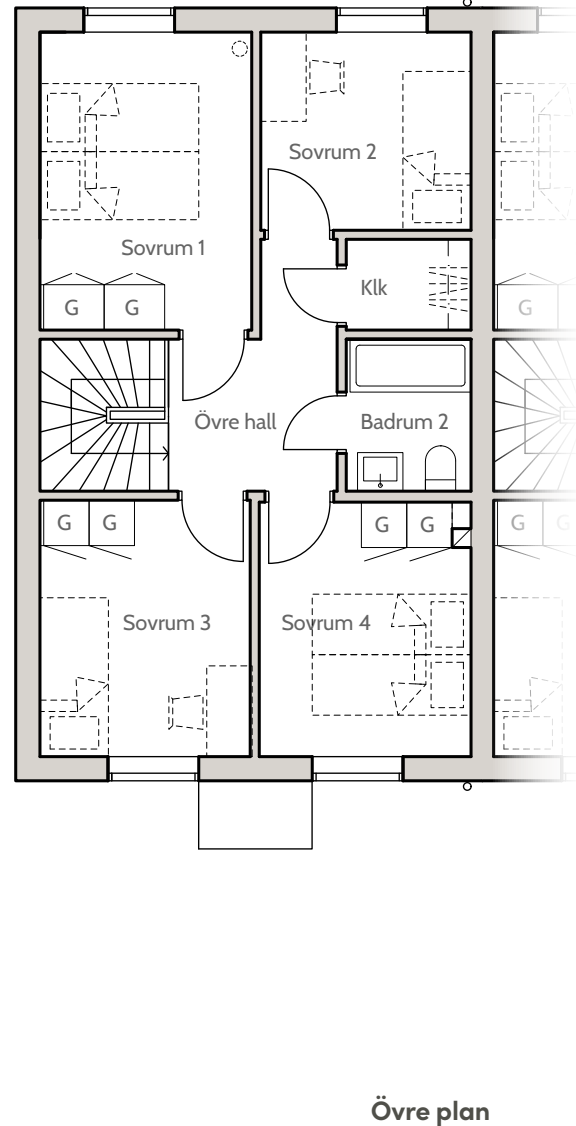 Sovrum 2
Sovrum 1
Klk
G G G
Övre hall Badrum 2
G G G G G G
Sovrum 3 Sovrum 4
Övre plan